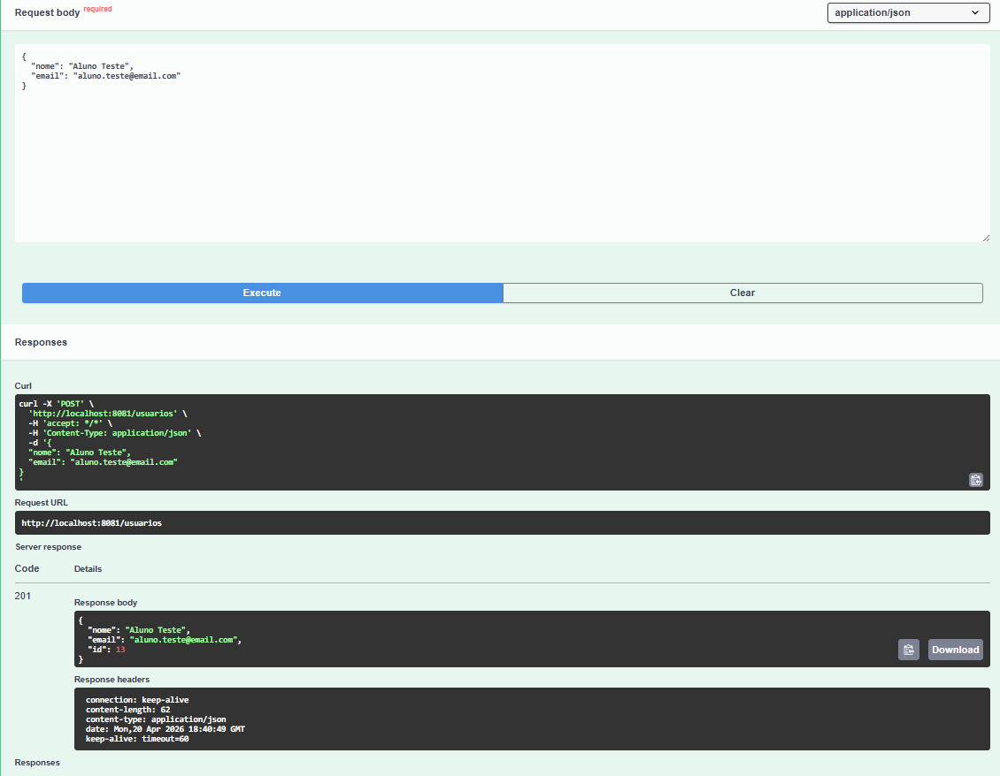 Request body required
application/json
{
  "nome": "Aluno Teste",
  "email": "aluno.teste@email.com"
}
Execute
Clear
Responses
Curl
curl -X 'POST' \
  'http://localhost:8081/usuarios' \
  -H 'accept: */*' \
  -H 'Content-Type: application/json' \
  -d '{
  "nome": "Aluno Teste",
  "email": "aluno.teste@email.com"
}
'
Request URL
http://localhost:8081/usuarios
Server response
Code
Details
201
Response body
{
  "nome": "Aluno Teste",
  "email": "aluno.teste@email.com",
  "id": 13
}
Download
Response headers
connection: keep-alive
content-length: 62
content-type: application/json
date: Mon,20 Apr 2026 18:40:49 GMT
keep-alive: timeout=60
Responses